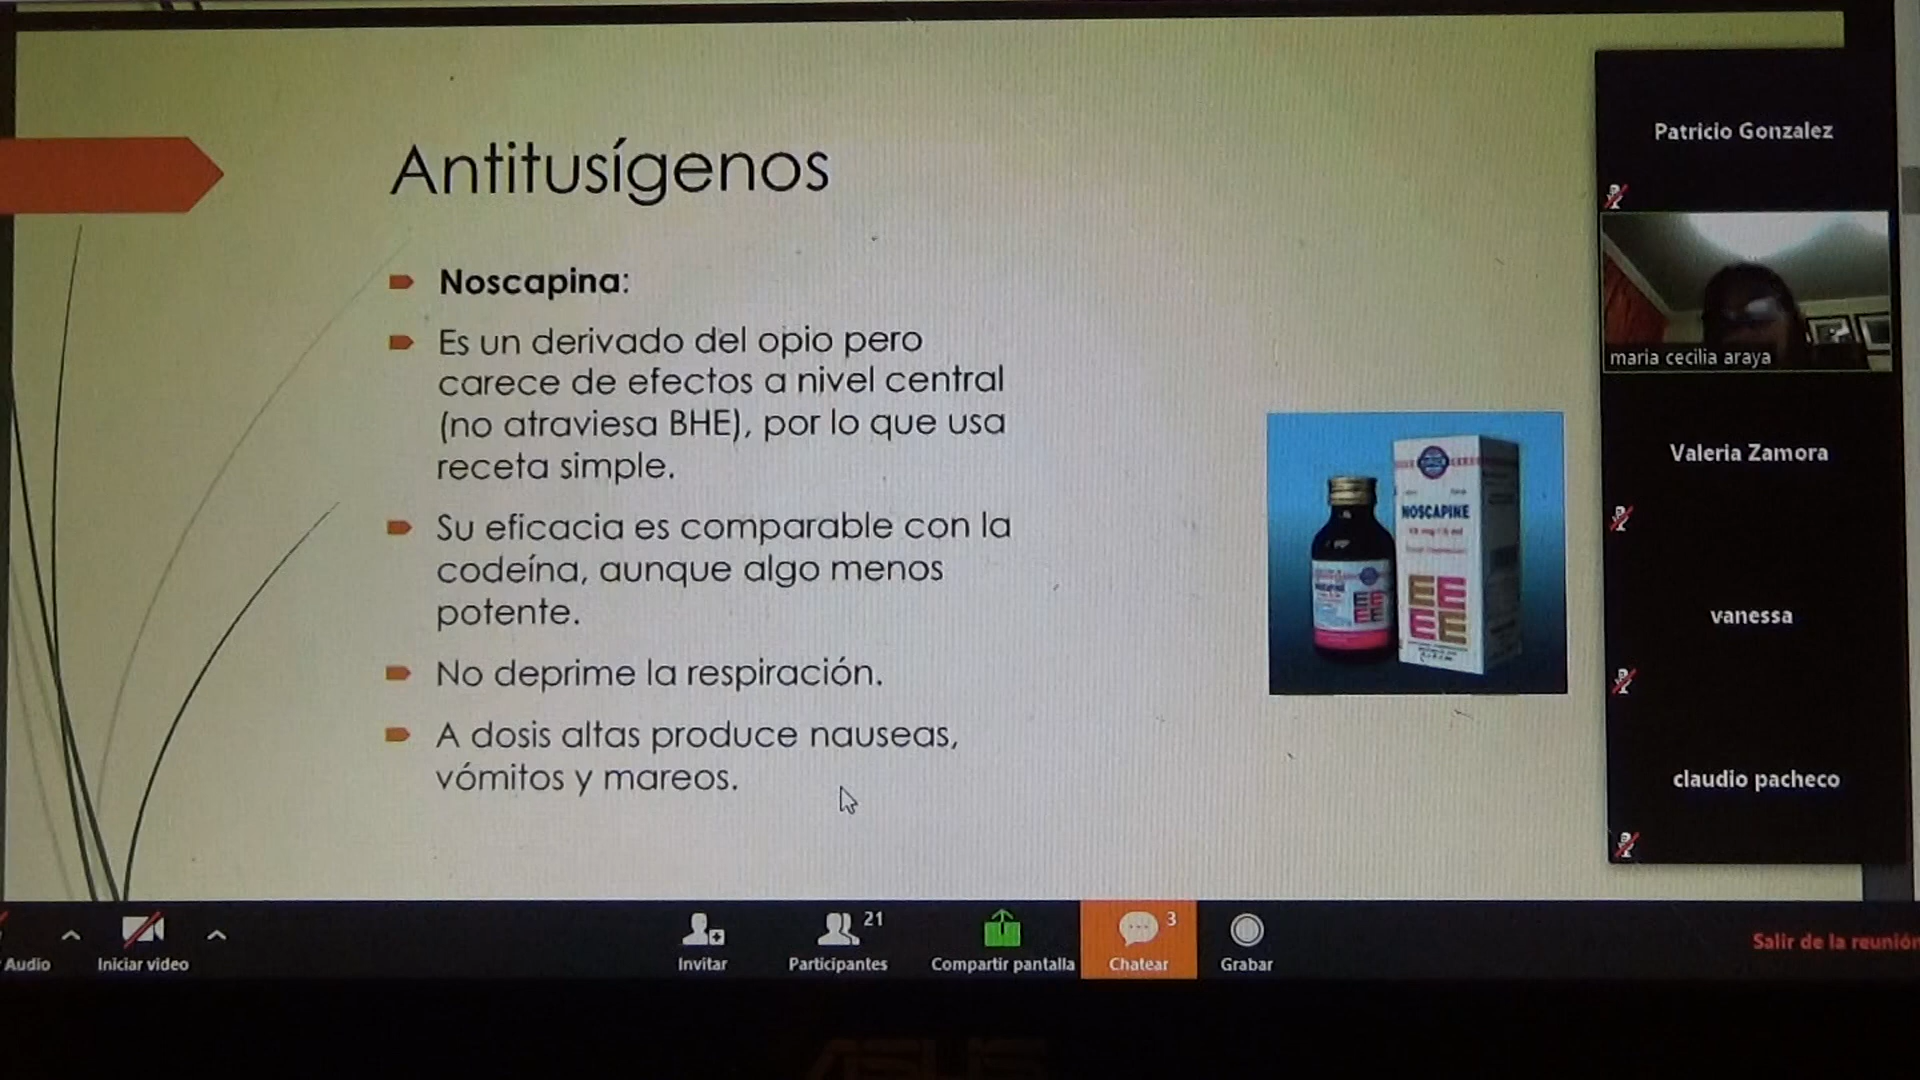 Antitusígenos
Noscapina:
Es un derivado del opio pero
carece de efectos a nivel central
(no atraviesa BHE), por lo que usa
receta simple.
Su eficacia es comparable con la
codeína, aunque algo menos
potente.
No deprime la respiración.
A dosis altas produce nauseas,
vómitos y mareos.
NOSCAPINE
Patricio Gonzalez
maria cecilia araya
Valeria Zamora
vanessa
claudio pacheco
Audio
Iniciar video
Invitar
21
Participantes
Compartir pantalla
3
Chatear
Grabar
Salir de la reunión
ASUS